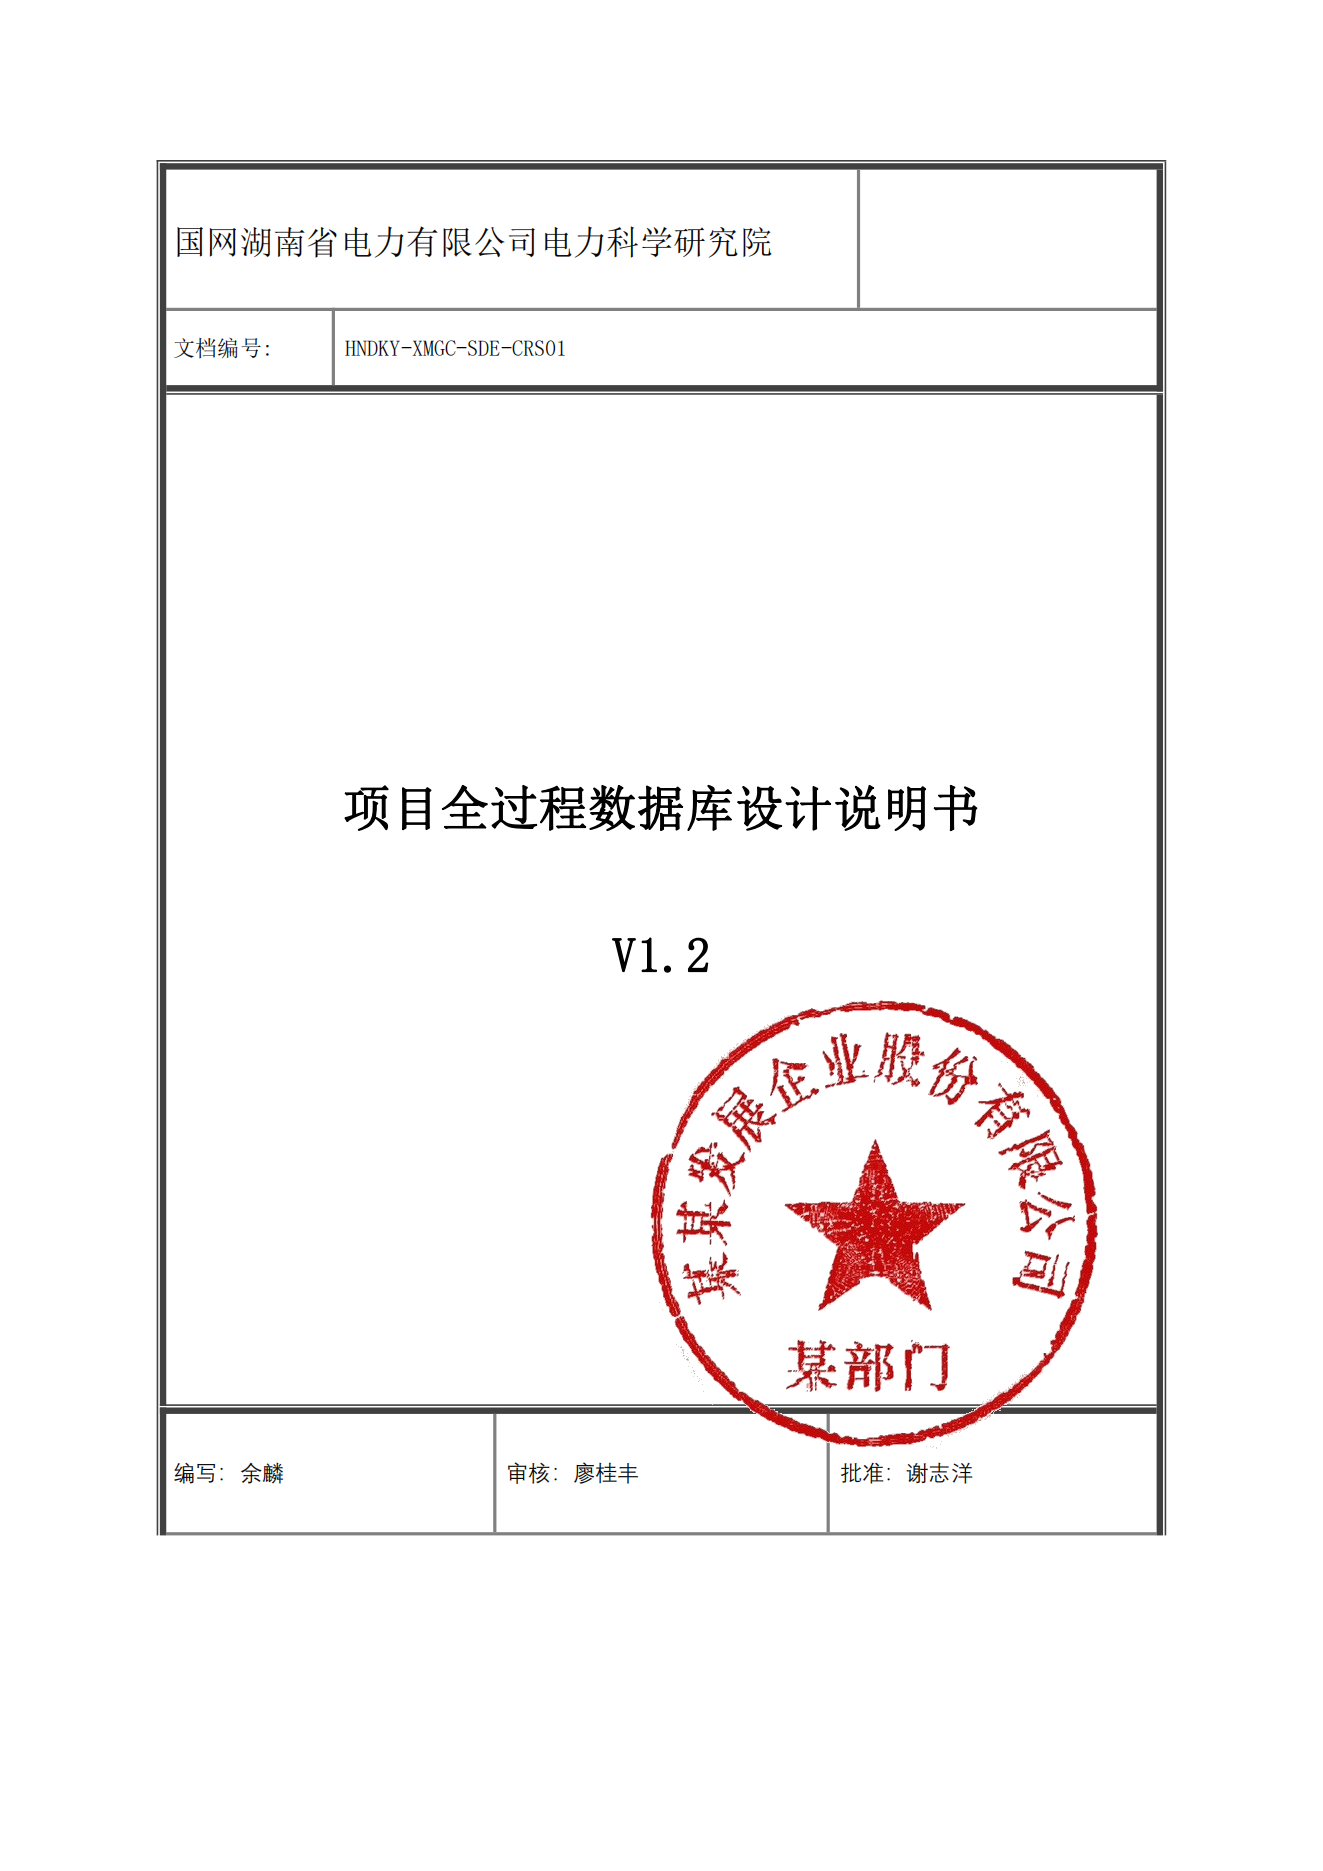 国网湖南省电力有限公司电力科学研究院
文档编号: HNDKY-XMGC-SDE-CRS01
项目全过程数据库设计说明书
V1.2
某某发展企业股份有限公司
某部门
编写: 余麟 审核: 廖桂丰 批准: 谢志洋